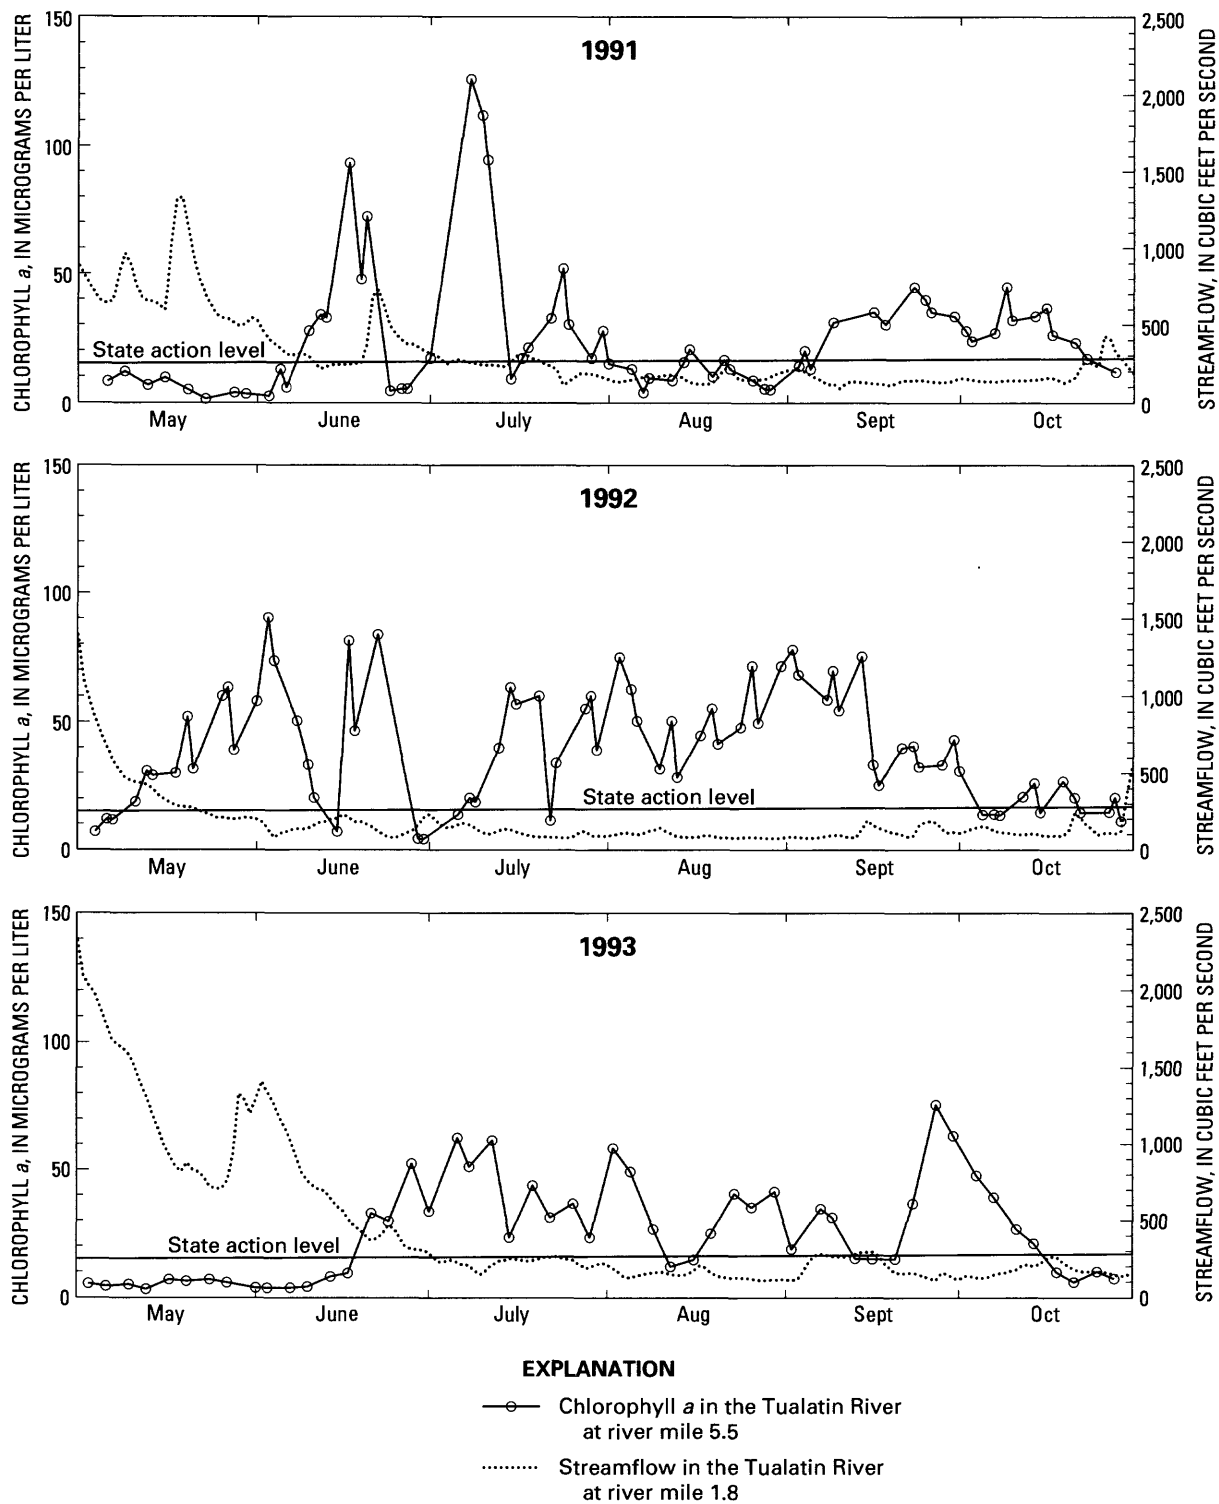 1991
CHLOROPHYLL a, IN MICROGRAMS PER LITER
150
100
50
0
STREAMFLOW, IN CUBIC FEET PER SECOND
2,500
2,000
1,500
1,000
500
0
State action level
May June July Aug Sept Oct
1992
CHLOROPHYLL a, IN MICROGRAMS PER LITER
150
100
50
0
STREAMFLOW, IN CUBIC FEET PER SECOND
2,500
2,000
1,500
1,000
500
0
State action level
May June July Aug Sept Oct
1993
CHLOROPHYLL a, IN MICROGRAMS PER LITER
150
100
50
0
STREAMFLOW, IN CUBIC FEET PER SECOND
2,500
2,000
1,500
1,000
500
0
State action level
May June July Aug Sept Oct
EXPLANATION
Chlorophyll a in the Tualatin River
at river mile 5.5
Streamflow in the Tualatin River
at river mile 1.8